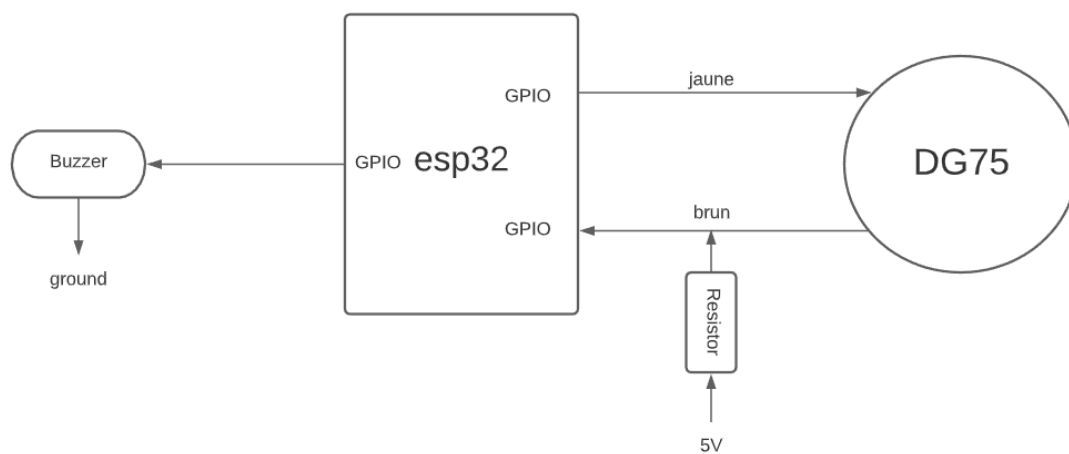 jaune
GPIO
Buzzer
GPIO
esp32
DG75
brun
GPIO
ground
Resistor
5V